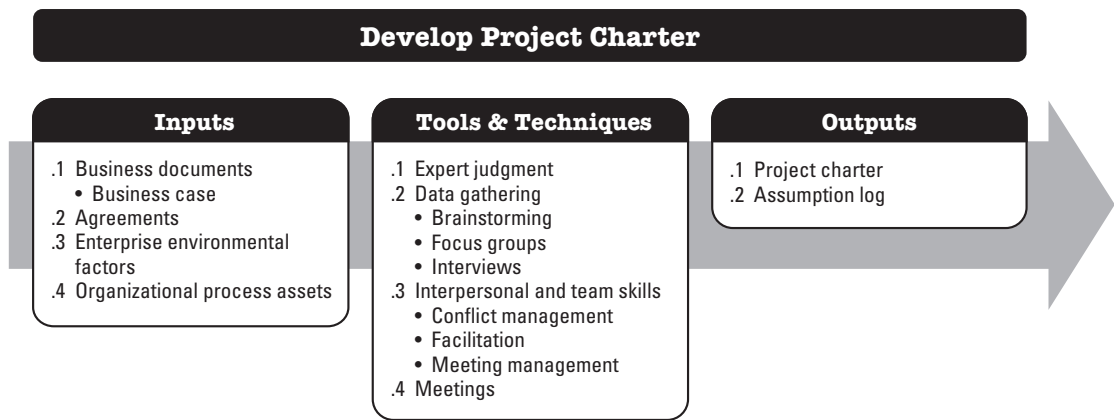 Develop Project Charter
Inputs
.1 Business documents
• Business case
.2 Agreements
.3 Enterprise environmental
factors
.4 Organizational process assets
Tools & Techniques
.1 Expert judgment
.2 Data gathering
• Brainstorming
• Focus groups
• Interviews
.3 Interpersonal and team skills
• Conflict management
• Facilitation
• Meeting management
.4 Meetings
Outputs
.1 Project charter
.2 Assumption log